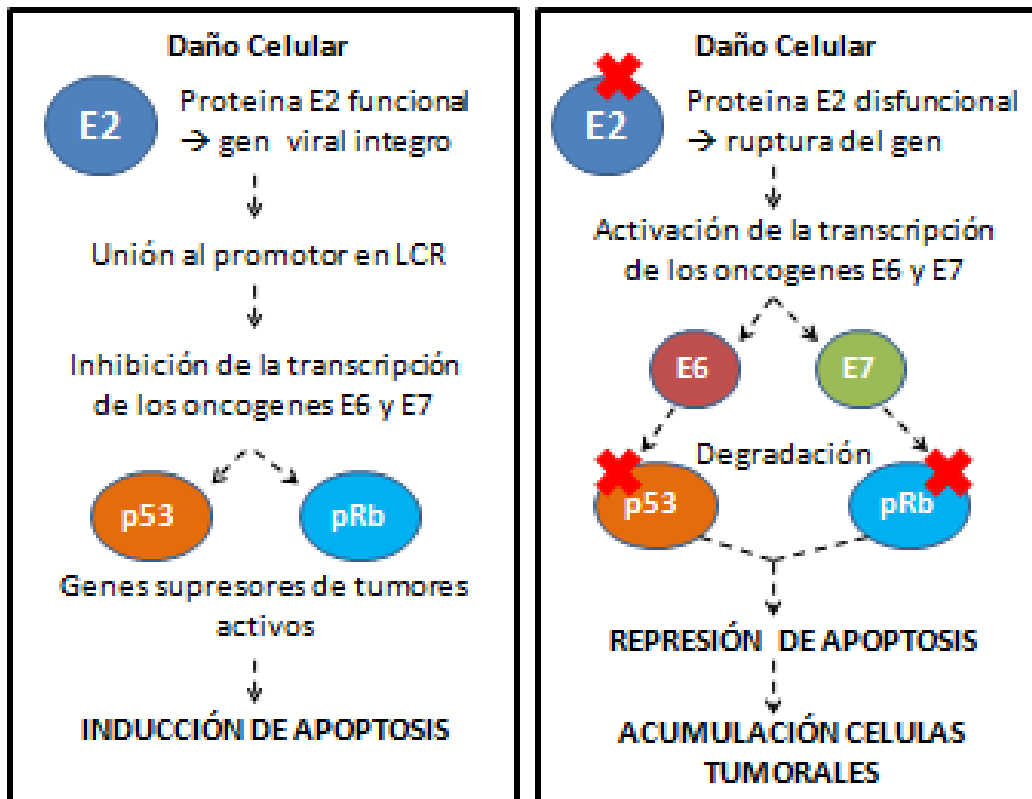 Daño Celular
E2
Proteina E2 funcional
→ gen viral integro
Unión al promotor en LCR
Inhibición de la transcripción
de los oncogenes E6 y E7
p53
pRb
Genes supresores de tumores
activos
INDUCCIÓN DE APOPTOSIS
Daño Celular
E2
Proteina E2 disfuncional
→ ruptura del gen
Activación de la transcripción
de los oncogenes E6 y E7
E6
E7
Degradación
p53
pRb
REPRESIÓN DE APOPTOSIS
ACUMULACIÓN CELULAS
TUMORALES